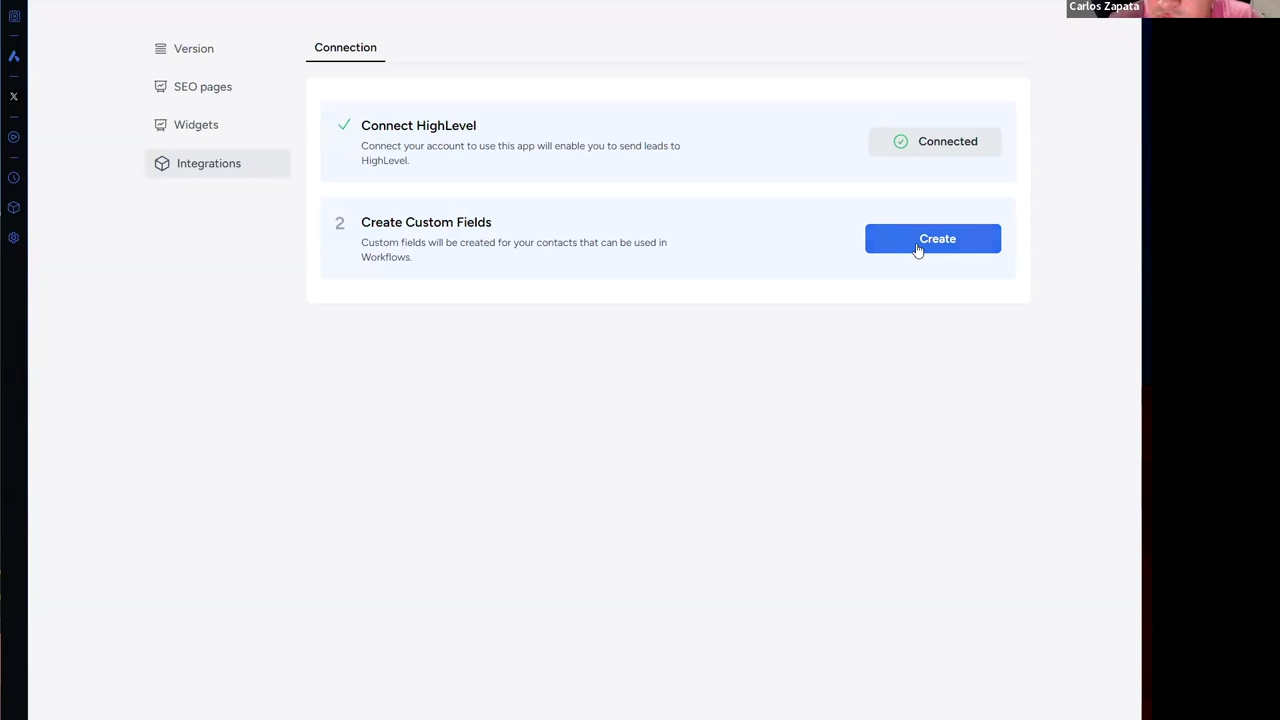 Carlos Zapata
Version
SEO pages
Widgets
Integrations
Connection
Connect HighLevel
Connect your account to use this app will enable you to send leads to
HighLevel.
Connected
2
Create Custom Fields
Custom fields will be created for your contacts that can be used in
Workflows.
Create